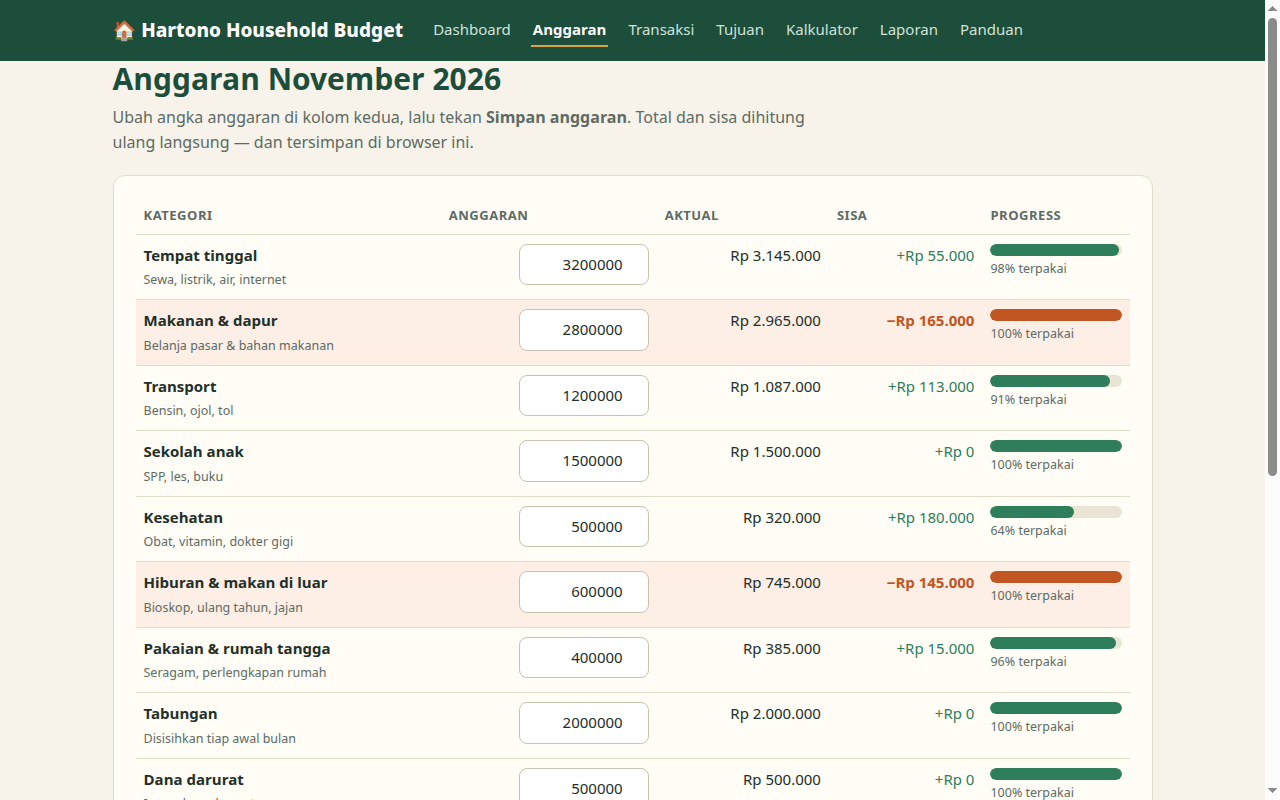 Hartono Household Budget
Dashboard
Anggaran
Transaksi
Tujuan
Kalkulator
Laporan
Panduan
Anggaran November 2026
Ubah angka anggaran di kolom kedua, lalu tekan Simpan anggaran. Total dan sisa dihitung
ulang langsung — dan tersimpan di browser ini.
KATEGORI ANGGARAN AKTUAL SISA PROGRESS
Tempat tinggal 3200000 Rp 3.145.000 +Rp 55.000
98% terpakai
Sewa, listrik, air, internet
Makanan & dapur 2800000 Rp 2.965.000 −Rp 165.000
100% terpakai
Belanja pasar & bahan makanan
Transport 1200000 Rp 1.087.000 +Rp 113.000
91% terpakai
Bensin, ojol, tol
Sekolah anak 1500000 Rp 1.500.000 +Rp 0
100% terpakai
SPP, les, buku
Kesehatan 500000 Rp 320.000 +Rp 180.000
64% terpakai
Obat, vitamin, dokter gigi
Hiburan & makan di luar 600000 Rp 745.000 −Rp 145.000
100% terpakai
Bioskop, ulang tahun, jajan
Pakaian & rumah tangga 400000 Rp 385.000 +Rp 15.000
96% terpakai
Seragam, perlengkapan rumah
Tabungan 2000000 Rp 2.000.000 +Rp 0
100% terpakai
Disisihkan tiap awal bulan
Dana darurat 500000 Rp 500.000 +Rp 0
100% terpakai